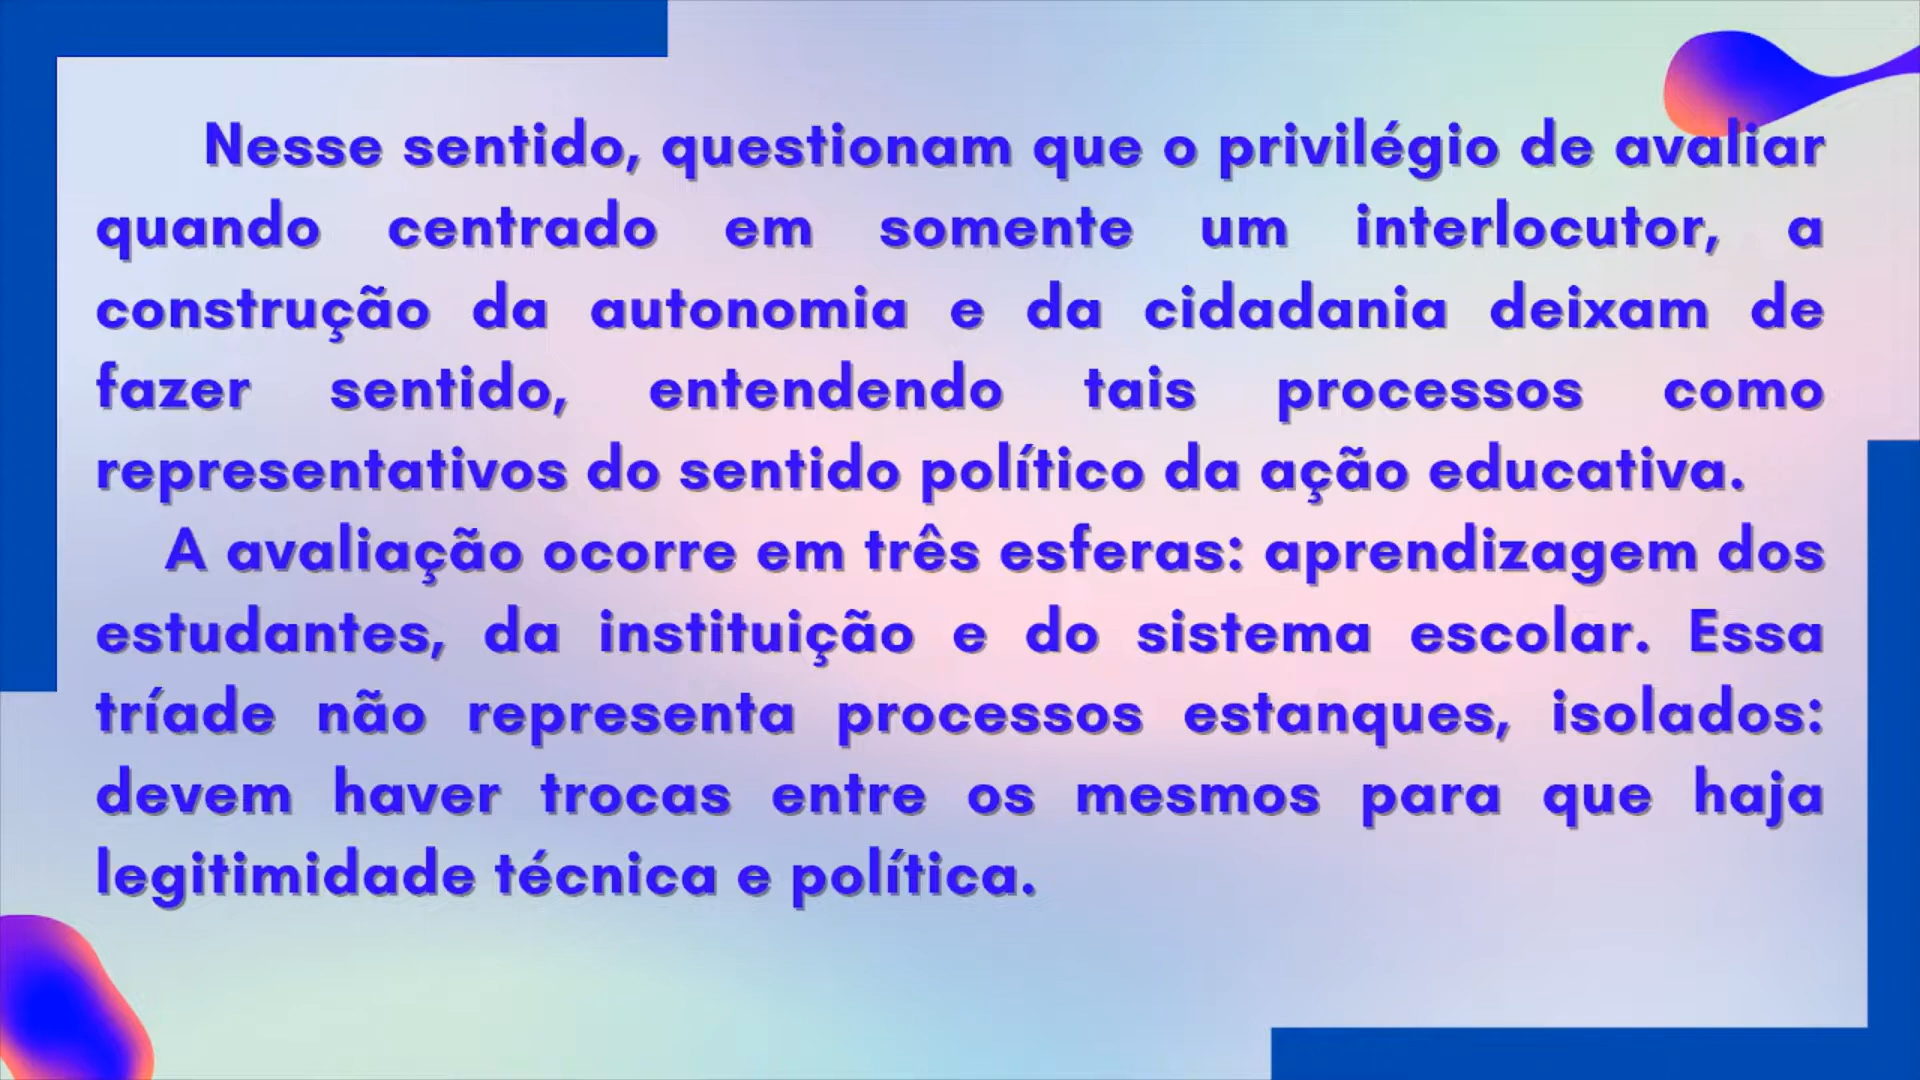 Nesse sentido, questionam que o privilégio de avaliar
quando centrado em somente um interlocutor, a
construção da autonomia e da cidadania deixam de
fazer sentido, entendendo tais processos como
representativos do sentido político da ação educativa.
A avaliação ocorre em três esferas: aprendizagem dos
estudantes, da instituição e do sistema escolar. Essa
tríade não representa processos estanques, isolados:
devem haver trocas entre os mesmos para que haja
legitimidade técnica e política.